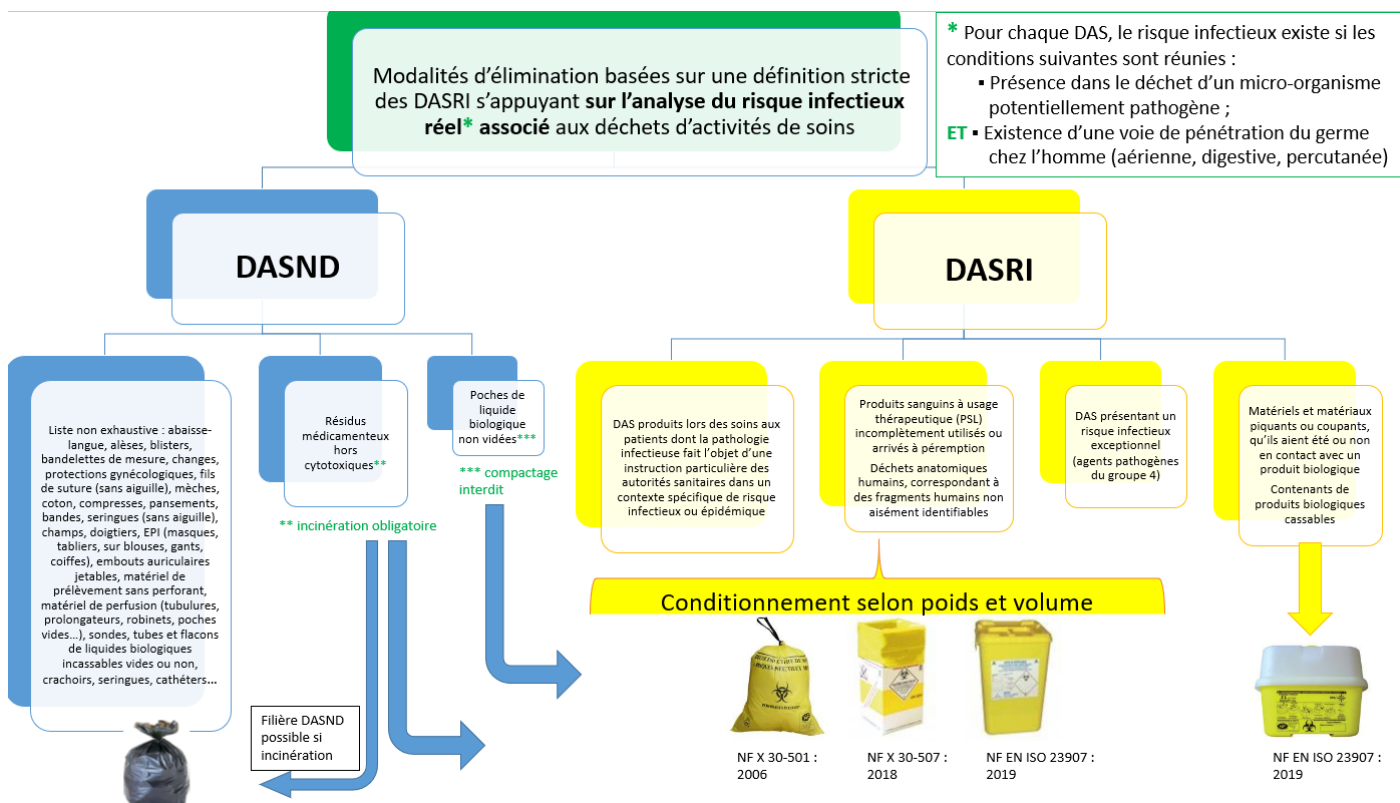 Modalités d'élimination basées sur une définition stricte
des DASRI s'appuyant sur l'analyse du risque infectieux
réel* associé aux déchets d'activités de soins
* Pour chaque DAS, le risque infectieux existe si les
conditions suivantes sont réunies :
▪ Présence dans le déchet d'un micro-organisme
potentiellement pathogène ;
ET ▪ Existence d'une voie de pénétration du germe
chez l'homme (aérienne, digestive, percutanée)
DASND
DASRI
Liste non exhaustive : abaisse-
langue, alèses, blisters,
bandelettes de mesure, changes,
protections gynécologiques, fils
de suture (sans aiguille), mèches,
coton, compresses, pansements,
bandes, seringues (sans aiguille),
champs, doigtiers, EPI (masques,
tabliers, sur blouses, gants,
coiffes), embouts auriculaires
jetables, matériel de
prélèvement sans perforant,
matériel de perfusion (tubulures,
prolongateurs, robinets, poches
vides...), sondes, tubes et flacons
de liquides biologiques
incassables vides ou non,
crachoirs, seringues, cathéters...
Résidus
médicamenteux
hors
cytotoxiques**
** incinération obligatoire
Poches de
liquide
biologique
non vidées***
*** compactage
interdit
Filière DASND
possible si
incinération
DAS produits lors des soins aux
patients dont la pathologie
infectieuse fait l'objet d'une
instruction particulière des
autorités sanitaires dans un
contexte spécifique de risque
infectieux ou épidémique
Produits sanguins à usage
thérapeutique (PSL)
incomplètement utilisés ou
arrivés à péremption
Déchets anatomiques
humains, correspondant à
des fragments humains non
aisément identifiables
DAS présentant un
risque infectieux
exceptionnel
(agents pathogènes
du groupe 4)
Matériels et matériaux
piquants ou coupants,
qu'ils aient été ou non
en contact avec un
produit biologique
Contenants de
produits biologiques
cassables
Conditionnement selon poids et volume
NF X 30-501 :
2006
NF X 30-507 :
2018
NF EN ISO 23907 :
2019
NF EN ISO 23907 :
2019